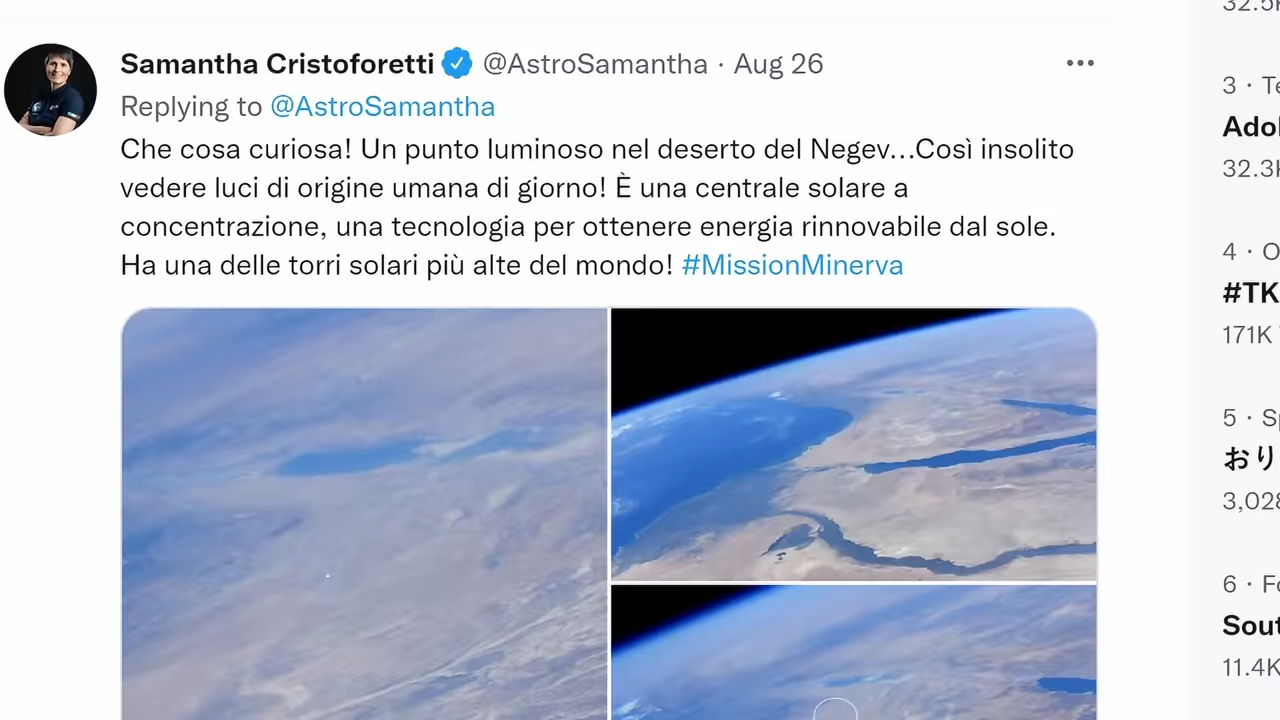 Samantha Cristoforetti @AstroSamantha · Aug 26
Replying to @AstroSamantha
Che cosa curiosa! Un punto luminoso nel deserto del Negev...Così insolito
vedere luci di origine umana di giorno! È una centrale solare a
concentrazione, una tecnologia per ottenere energia rinnovabile dal sole.
Ha una delle torri solari più alte del mondo! #MissionMinerva
3 ·
32.3K
4 ·
#TK
171K
5 ·
おり
3,028
6 ·
Sout
11.4K